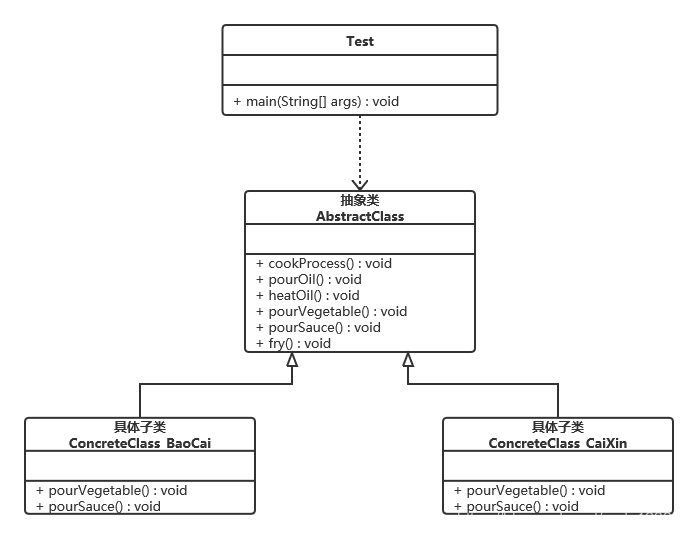 Test
+ main(String[] args) : void
抽象类
AbstractClass
+ cookProcess() : void
+ pourOil() : void
+ heatOil() : void
+ pourVegetable() : void
+ pourSauce() : void
+ fry() : void
具体子类
ConcreteClass_BaoCai
+ pourVegetable() : void
+ pourSauce() : void
具体子类
ConcreteClass_CaiXin
+ pourVegetable() : void
+ pourSauce() : void